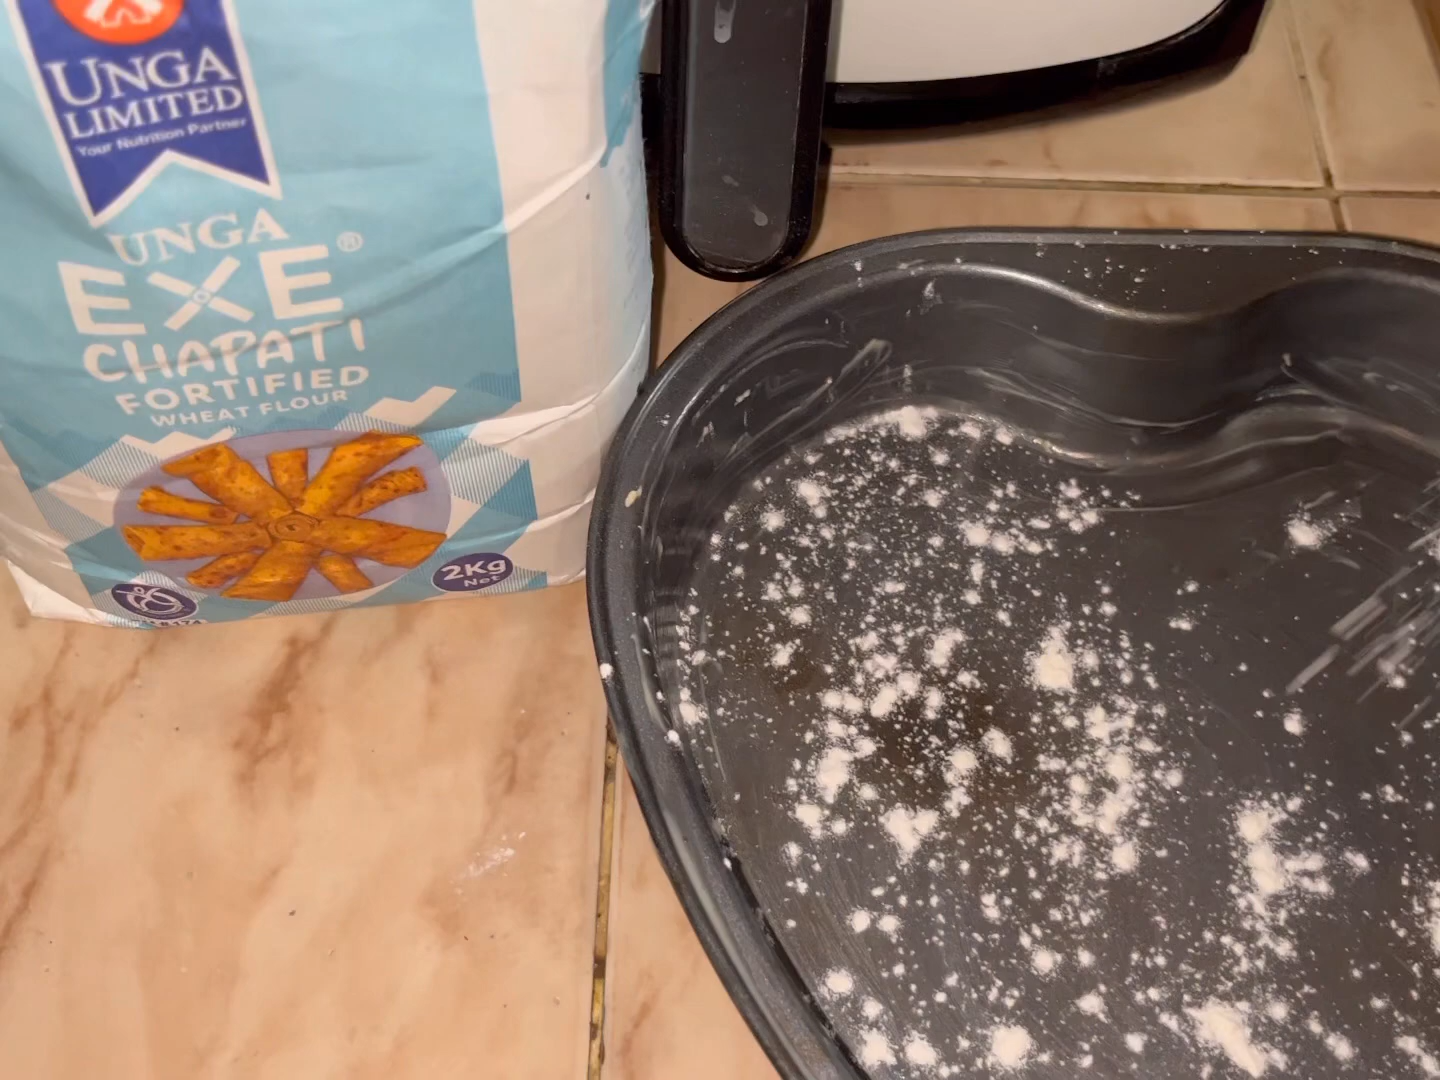 UNGA
LIMITED
Your Nutrition Partner
UNGA
EXE®
CHAPATI
FORTIFIED
WHEAT FLOUR
2Kg
Net